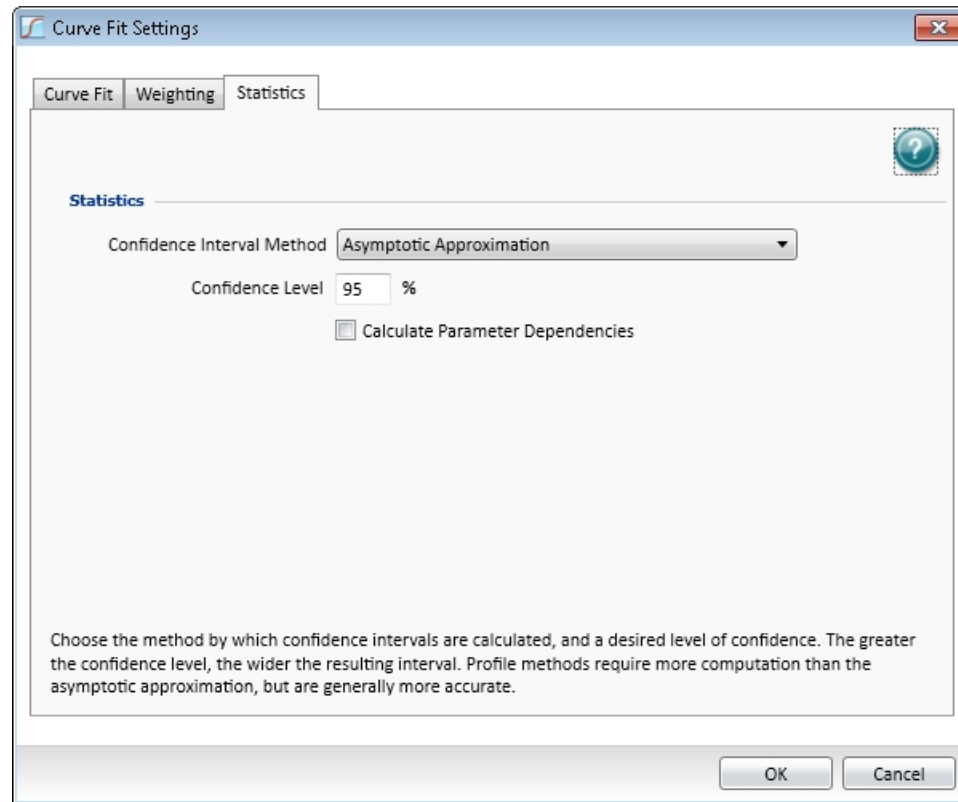 Curve Fit Settings
Curve Fit Weighting Statistics
?
Statistics
Confidence Interval Method Asymptotic Approximation
Confidence Level 95 %
Calculate Parameter Dependencies
Choose the method by which confidence intervals are calculated, and a desired level of confidence. The greater
the confidence level, the wider the resulting interval. Profile methods require more computation than the
asymptotic approximation, but are generally more accurate.
OK Cancel